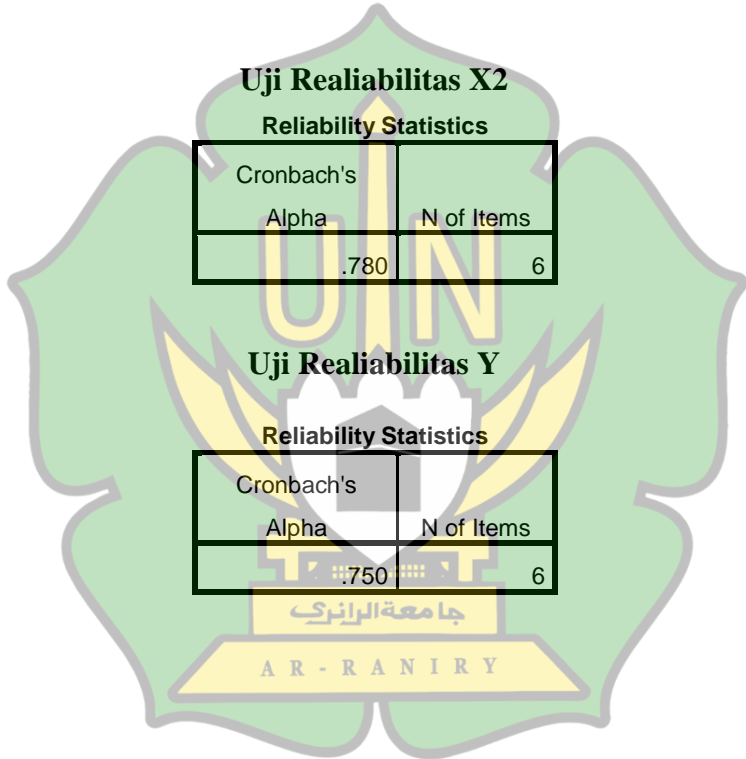 Uji Realiabilitas X2
Reliability Statistics
Cronbach's
Alpha N of Items
.780 6
UIN
Uji Realiabilitas Y
Reliability Statistics
Cronbach's
Alpha N of Items
.750 6
جامعةالرانري
AR-RANIRY